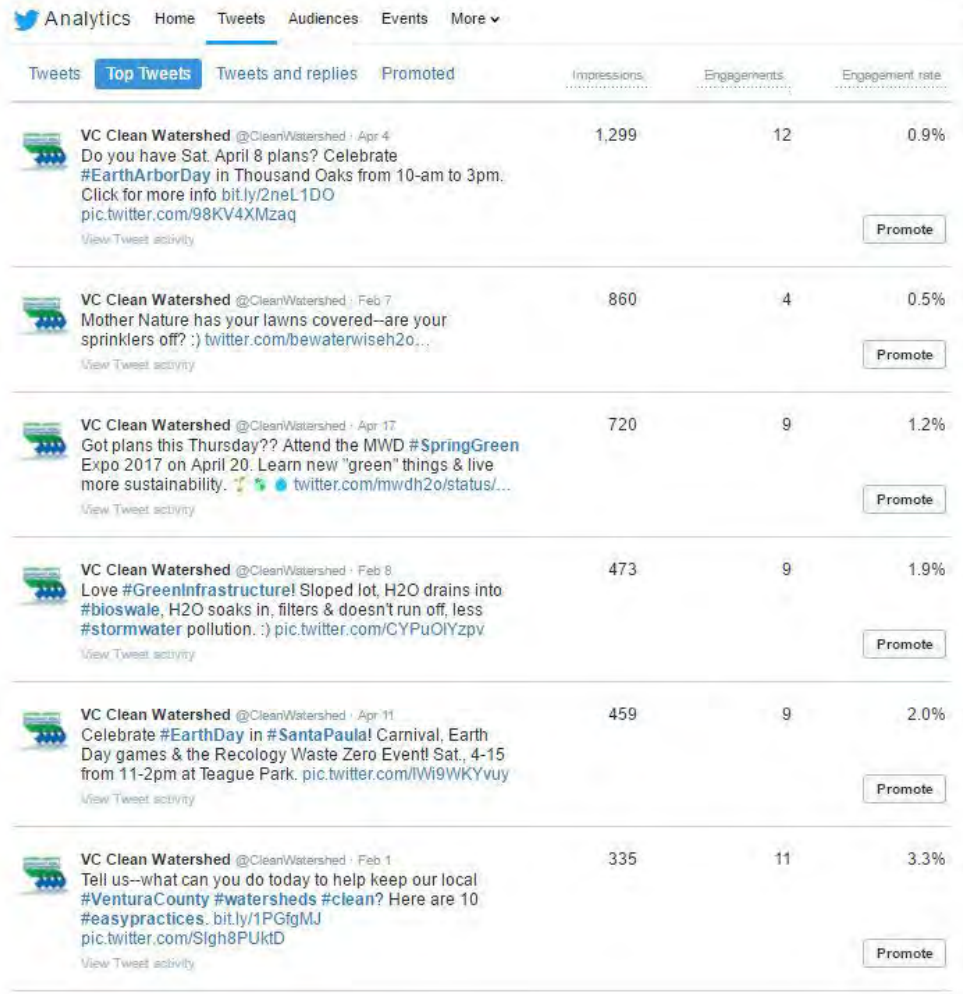 Analytics Home Tweets Audiences Events More
Tweets Top Tweets Tweets and replies Promoted Impressions Engagements Engagement rate
VC Clean Watershed @CleanWatershed · Apr 4 1,299 12 0.9%
Do you have Sat. April 8 plans? Celebrate
#EarthArborDay in Thousand Oaks from 10-am to 3pm.
Click for more info bit.ly/2neL1DO
pic.twitter.com/98KV4XMzaq
Promote
View Tweet activity
VC Clean Watershed @CleanWatershed · Feb 7 860 4 0.5%
Mother Nature has your lawns covered--are your
sprinklers off? :) twitter.com/bewaterwiseh2o...
Promote
View Tweet activity
VC Clean Watershed @CleanWatershed · Apr 17 720 9 1.2%
Got plans this Thursday?? Attend the MWD #SpringGreen
Expo 2017 on April 20. Learn new "green" things & live
more sustainability. twitter.com/mwdh2o/status/...
Promote
View Tweet activity
VC Clean Watershed @CleanWatershed · Feb 8 473 9 1.9%
Love #GreenInfrastructure! Sloped lot, H2O drains into
#bioswale, H2O soaks in, filters & doesn't run off, less
#stormwater pollution. :) pic.twitter.com/CYPuOlYzpv
Promote
View Tweet activity
VC Clean Watershed @CleanWatershed · Apr 11 459 9 2.0%
Celebrate #EarthDay in #SantaPaula! Carnival, Earth
Day games & the Recology Waste Zero Event! Sat., 4-15
from 11-2pm at Teague Park. pic.twitter.com/lWi9WKYvuy
Promote
View Tweet activity
VC Clean Watershed @CleanWatershed · Feb 1 335 11 3.3%
Tell us--what can you do today to help keep our local
#VenturaCounty #watersheds #clean? Here are 10
#easypractices. bit.ly/1PGfgMJ
pic.twitter.com/Slgh8PUktD
Promote
View Tweet activity